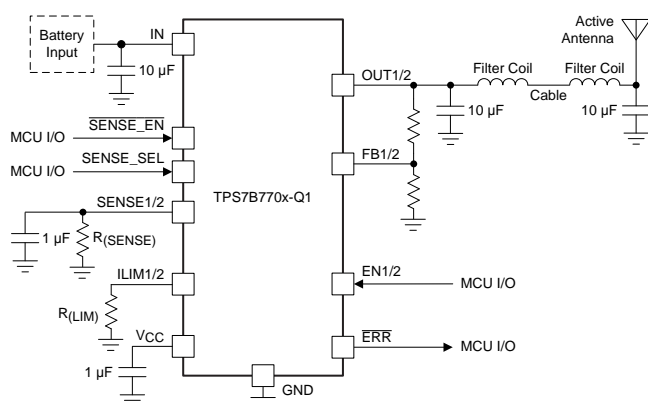 Battery
Input
IN
10 µF
MCU I/O
SENSE_EN
MCU I/O
SENSE_SEL
SENSE1/2
1 µF
R(SENSE)
ILIM1/2
R(LIM)
VCC
1 µF
TPS7B770x-Q1
GND
OUT1/2
FB1/2
EN1/2
MCU I/O
ERR
MCU I/O
10 µF
Filter Coil
Cable
Filter Coil
Active
Antenna
10 µF